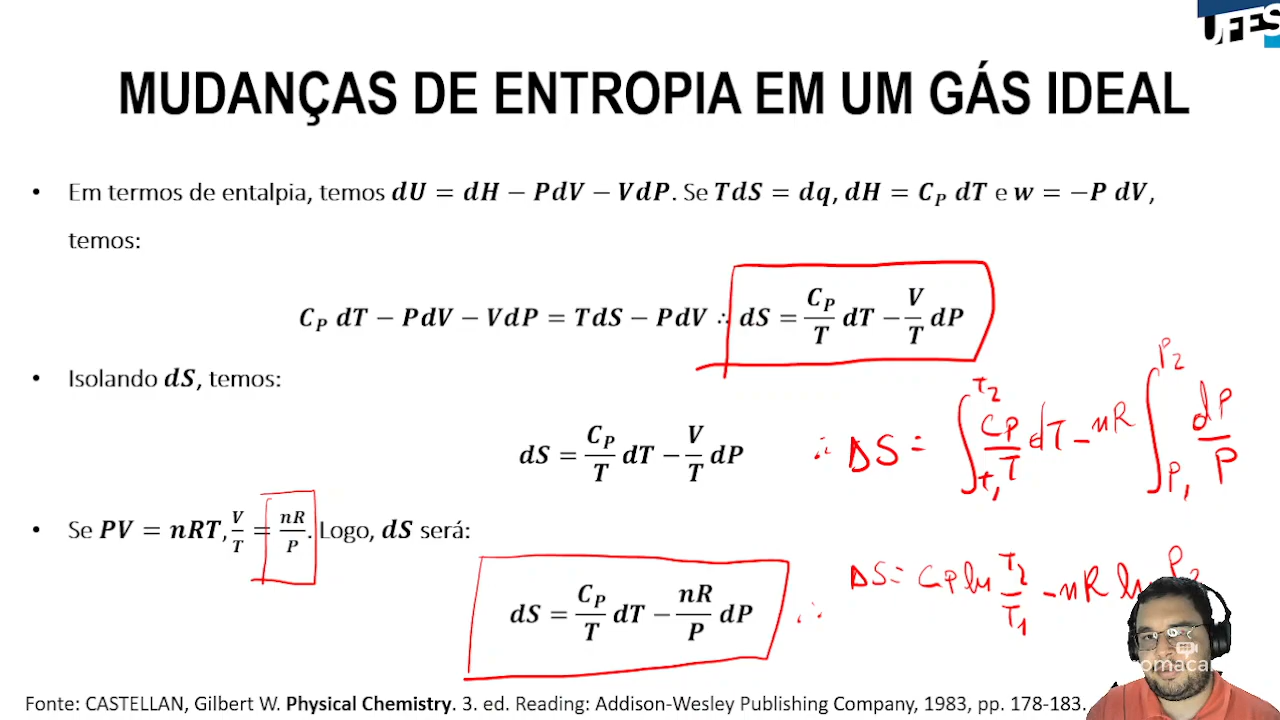 UFES
MUDANÇAS DE ENTROPIA EM UM GÁS IDEAL
• Em termos de entalpia, temos dU = dH − PdV − VdP. Se TdS = dq, dH = C_P dT e w = −P dV,
temos:
C_P dT − PdV − VdP = TdS − PdV ∴ dS = C_P/T dT − V/T dP
• Isolando dS, temos:
dS = C_P/T dT − V/T dP
∴ ΔS = ∫_{T1}^{T2} CP/T dT − nR ∫_{P1}^{P2} dP/P
• Se PV = nRT, V/T = nR/P. Logo, dS será:
dS = C_P/T dT − nR/P dP
∴ ΔS = CP ln T2/T1 − nR ln P2
Fonte: CASTELLAN, Gilbert W. Physical Chemistry. 3. ed. Reading: Addison-Wesley Publishing Company, 1983, pp. 178-183.